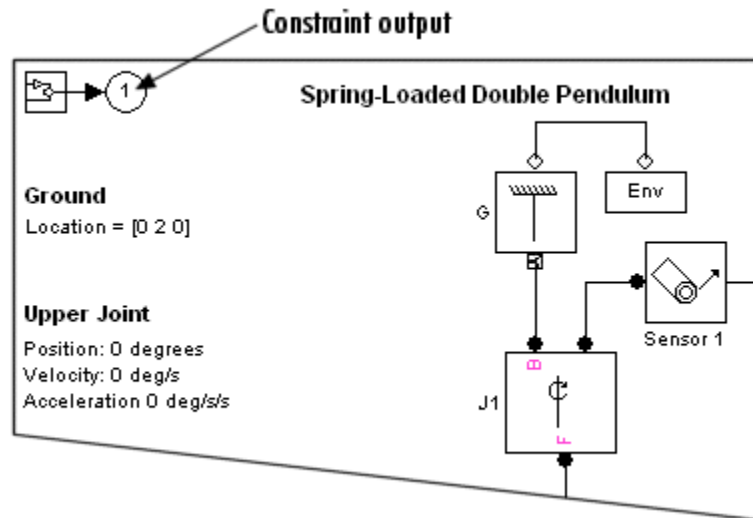 Constraint output
1
Spring-Loaded Double Pendulum
Ground
Location = [0 2 0]
G
Env
Sensor 1
Upper Joint
Position: 0 degrees
Velocity: 0 deg/s
Acceleration 0 deg/s/s
B
J1
F